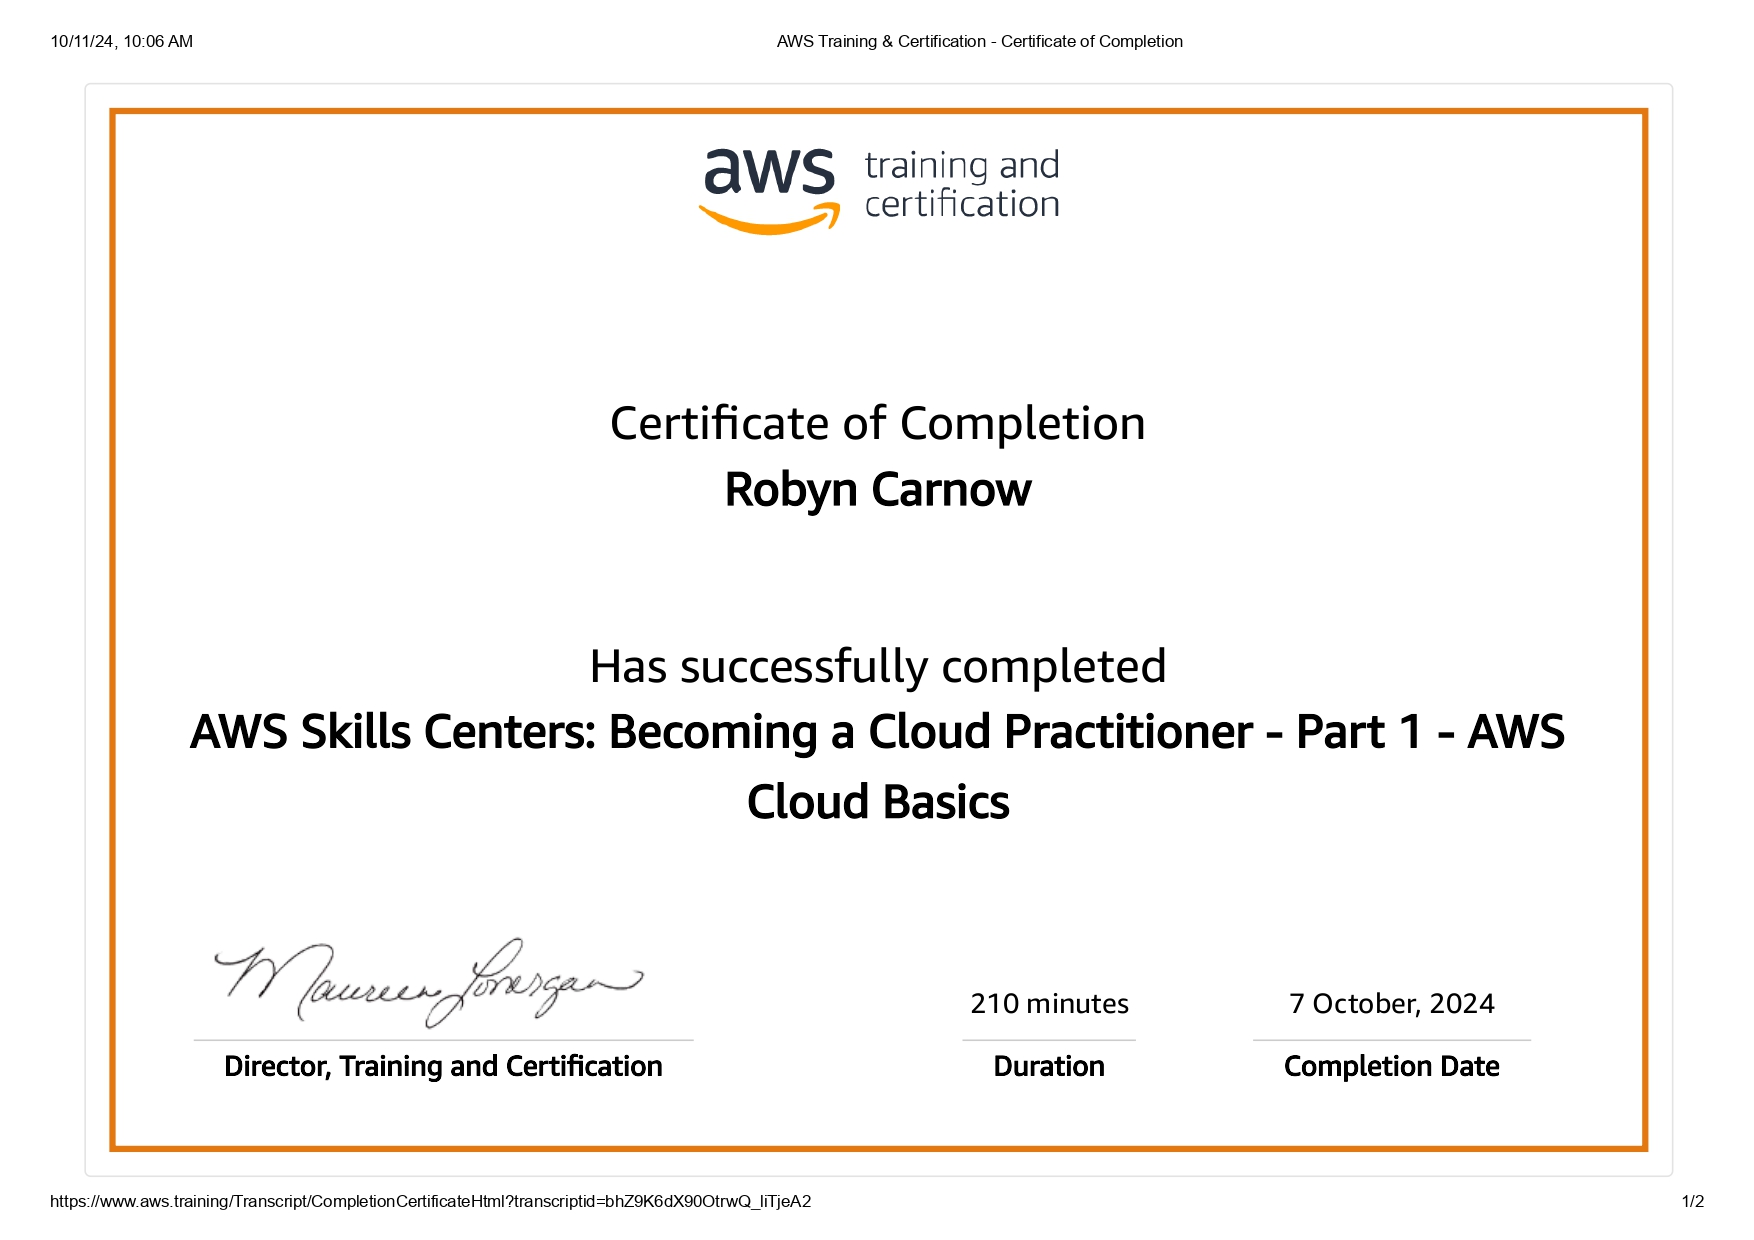 10/11/24, 10:06 AM
AWS Training & Certification - Certificate of Completion
aws training and
certification
Certificate of Completion
Robyn Carnow
Has successfully completed
AWS Skills Centers: Becoming a Cloud Practitioner - Part 1 - AWS
Cloud Basics
Maureen Lonergan
210 minutes
7 October, 2024
Director, Training and Certification
Duration
Completion Date
https://www.aws.training/Transcript/CompletionCertificateHtml?transcriptid=bhZ9K6dX90OtrwQ_liTjeA2
1/2